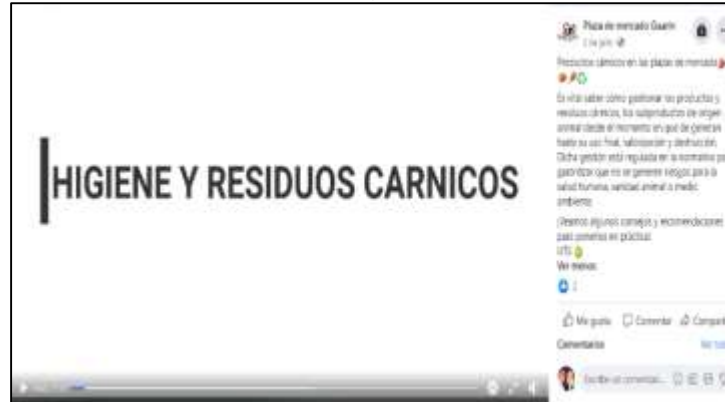 HIGIENE Y RESIDUOS CARNICOS
Plaza de mercado Guarín
Productos cárnicos en las plazas de mercado
Es vital saber cómo gestionar los productos y
residuos cárnicos, los subproductos de origen
animal desde el momento en que se generan
hasta su uso final, valorización y destrucción.
Dicha gestión está regulada en la normativa para
garantizar que no se generen riesgos para la
salud humana, sanidad animal o medio
ambiente.
¡Veamos algunos consejos y recomendaciones
para ponerlos en práctica!
UTS
Ver menos
Me gusta Comentar
Comentarios